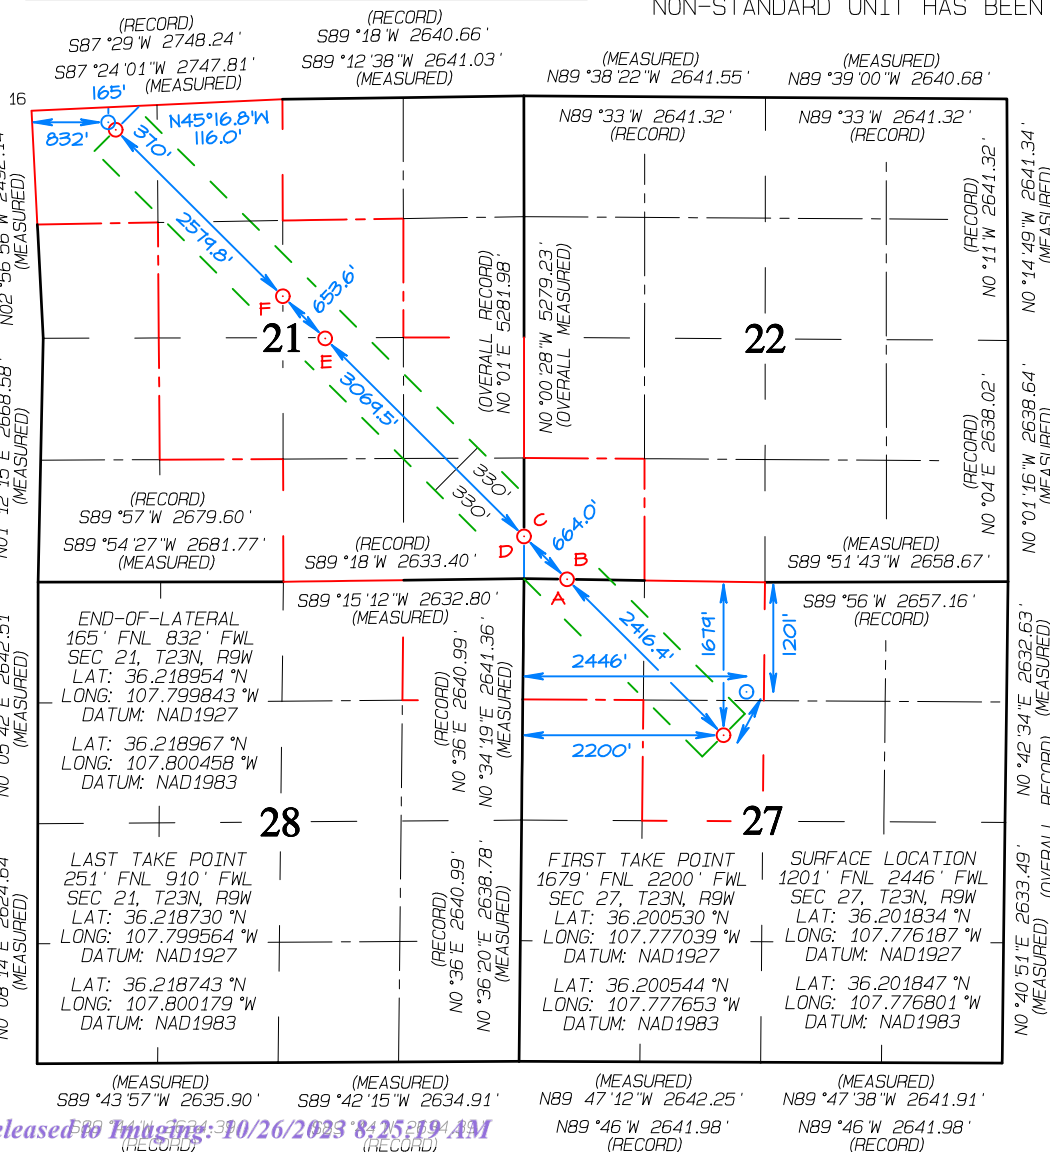 NON-STANDARD UNIT HAS BEEN
(RECORD)
S87°29'W 2748.24'
S87°24'01"W 2747.81'
(MEASURED)
(RECORD)
S89°18'W 2640.66'
S89°12'38"W 2641.03'
(MEASURED)
(MEASURED)
N89°38'22"W 2641.55'
(MEASURED)
N89°39'00"W 2640.68'
N89°33'W 2641.32'
(RECORD)
N89°33'W 2641.32'
(RECORD)
16
165'
832'
N45°16.8'W
116.0'
370'
2579.8'
653.6'
F
E
3069.5'
330'
330'
21
22
(MEASURED)
(MEASURED)
(OVERALL RECORD)
N0°01'E 5281.98'
N0°00'28"W 5279.23'
(OVERALL MEASURED)
(RECORD)
N0°11'W 2641.32'
N0°14'49"W 2641.34'
(RECORD)
N0°04'E 2638.02'
N0°01'16"W 2638.64'
C
D
664.0'
B
A
(RECORD)
S89°57'W 2679.60'
S89°54'27"W 2681.77'
(MEASURED)
(RECORD)
S89°18'W 2633.40'
S89°15'12"W 2632.80'
(MEASURED)
(MEASURED)
S89°51'43"W 2658.67'
S89°56'W 2657.16'
(RECORD)
2416.4'
1679'
1201'
2446'
2200'
END-OF-LATERAL
165' FNL 832' FWL
SEC 21, T23N, R9W
LAT: 36.218954°N
LONG: 107.799843°W
DATUM: NAD1927
LAT: 36.218967°N
LONG: 107.800458°W
DATUM: NAD1983
(MEASURED)
(RECORD)
N0°36'E 2640.99'
N0°34'19"E 2641.36'
(MEASURED)
N0°42'34"E 2632.63'
(MEASURED)
28
27
LAST TAKE POINT
251' FNL 910' FWL
SEC 21, T23N, R9W
LAT: 36.218730°N
LONG: 107.799564°W
DATUM: NAD1927
LAT: 36.218743°N
LONG: 107.800179°W
DATUM: NAD1983
(MEASURED)
(RECORD)
N0°36'E 2640.99'
N0°36'20"E 2638.78'
(MEASURED)
FIRST TAKE POINT
1679' FNL 2200' FWL
SEC 27, T23N, R9W
LAT: 36.200530°N
LONG: 107.777039°W
DATUM: NAD1927
LAT: 36.200544°N
LONG: 107.777653°W
DATUM: NAD1983
SURFACE LOCATION
1201' FNL 2446' FWL
SEC 27, T23N, R9W
LAT: 36.201834°N
LONG: 107.776187°W
DATUM: NAD1927
LAT: 36.201847°N
LONG: 107.776801°W
DATUM: NAD1983
N0°40'51"E 2633.49'
(MEASURED)
(MEASURED)
S89°43'57"W 2635.90'
(RECORD)
(MEASURED)
S89°42'15"W 2634.91'
(RECORD)
(MEASURED)
N89 47'12"W 2642.25'
N89°46'W 2641.98'
(RECORD)
(MEASURED)
N89°47'38"W 2641.91'
N89°46'W 2641.98'
(RECORD)
eleased to Imaging: 10/26/2023 8:25:19 AM